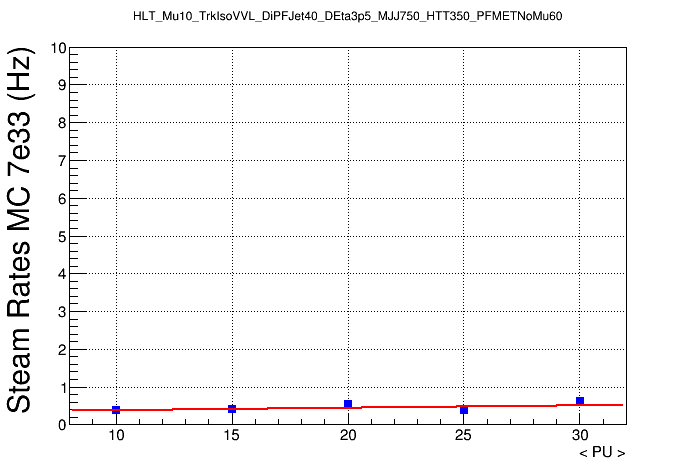 HLT_Mu10_TrkIsoVVL_DiPFJet40_DEta3p5_MJJ750_HTT350_PFMETNoMu60
Steam Rates MC 7e33 (Hz)
10
9
8
7
6
5
4
3
2
1
0
10 15 20 25 30
< PU >